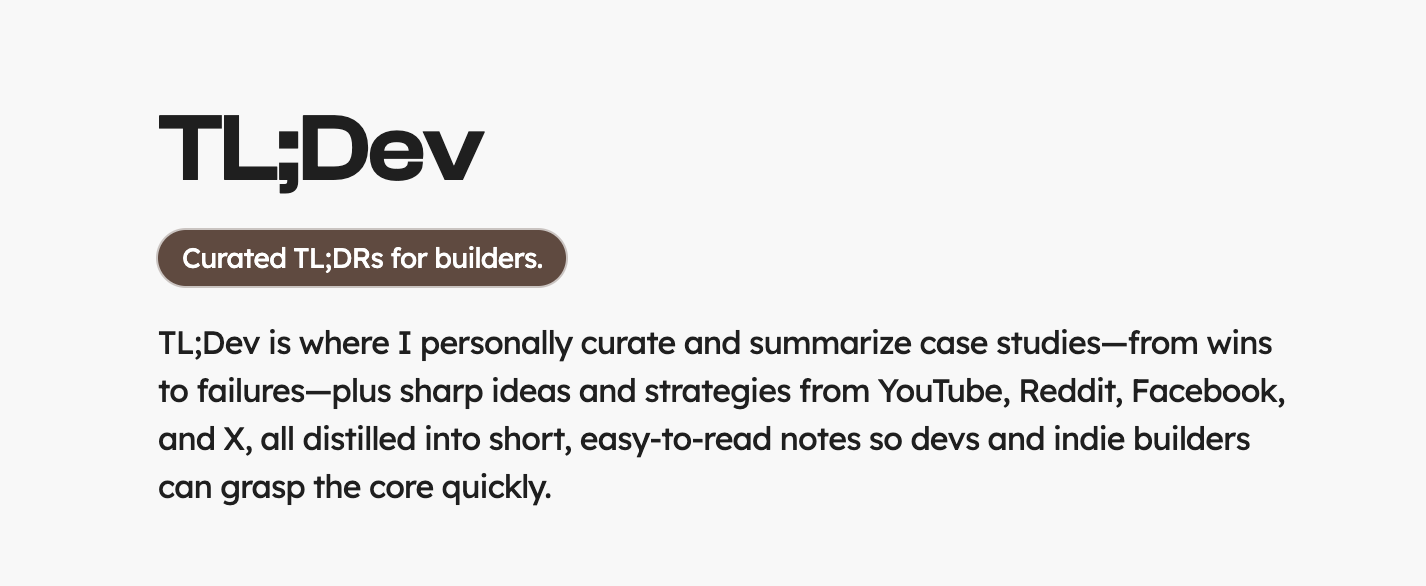 TL;Dev
Curated TL;DRs for builders.
TL;Dev is where I personally curate and summarize case studies—from wins
to failures—plus sharp ideas and strategies from YouTube, Reddit, Facebook,
and X, all distilled into short, easy-to-read notes so devs and indie builders
can grasp the core quickly.